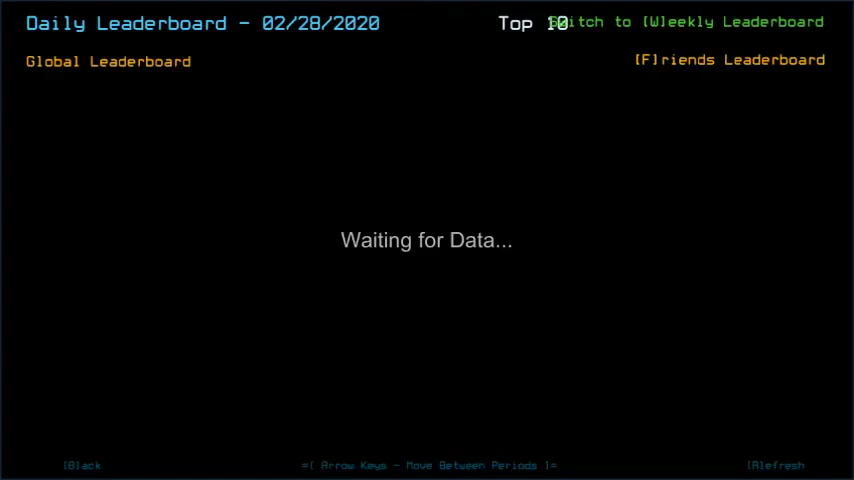 Daily Leaderboard - 02/28/2020
Top 10
Switch to [W]eekly Leaderboard
Global Leaderboard
[F]riends Leaderboard
Waiting for Data...
[B]ack
=[ Arrow Keys - Move Between Periods ]=
[R]efresh